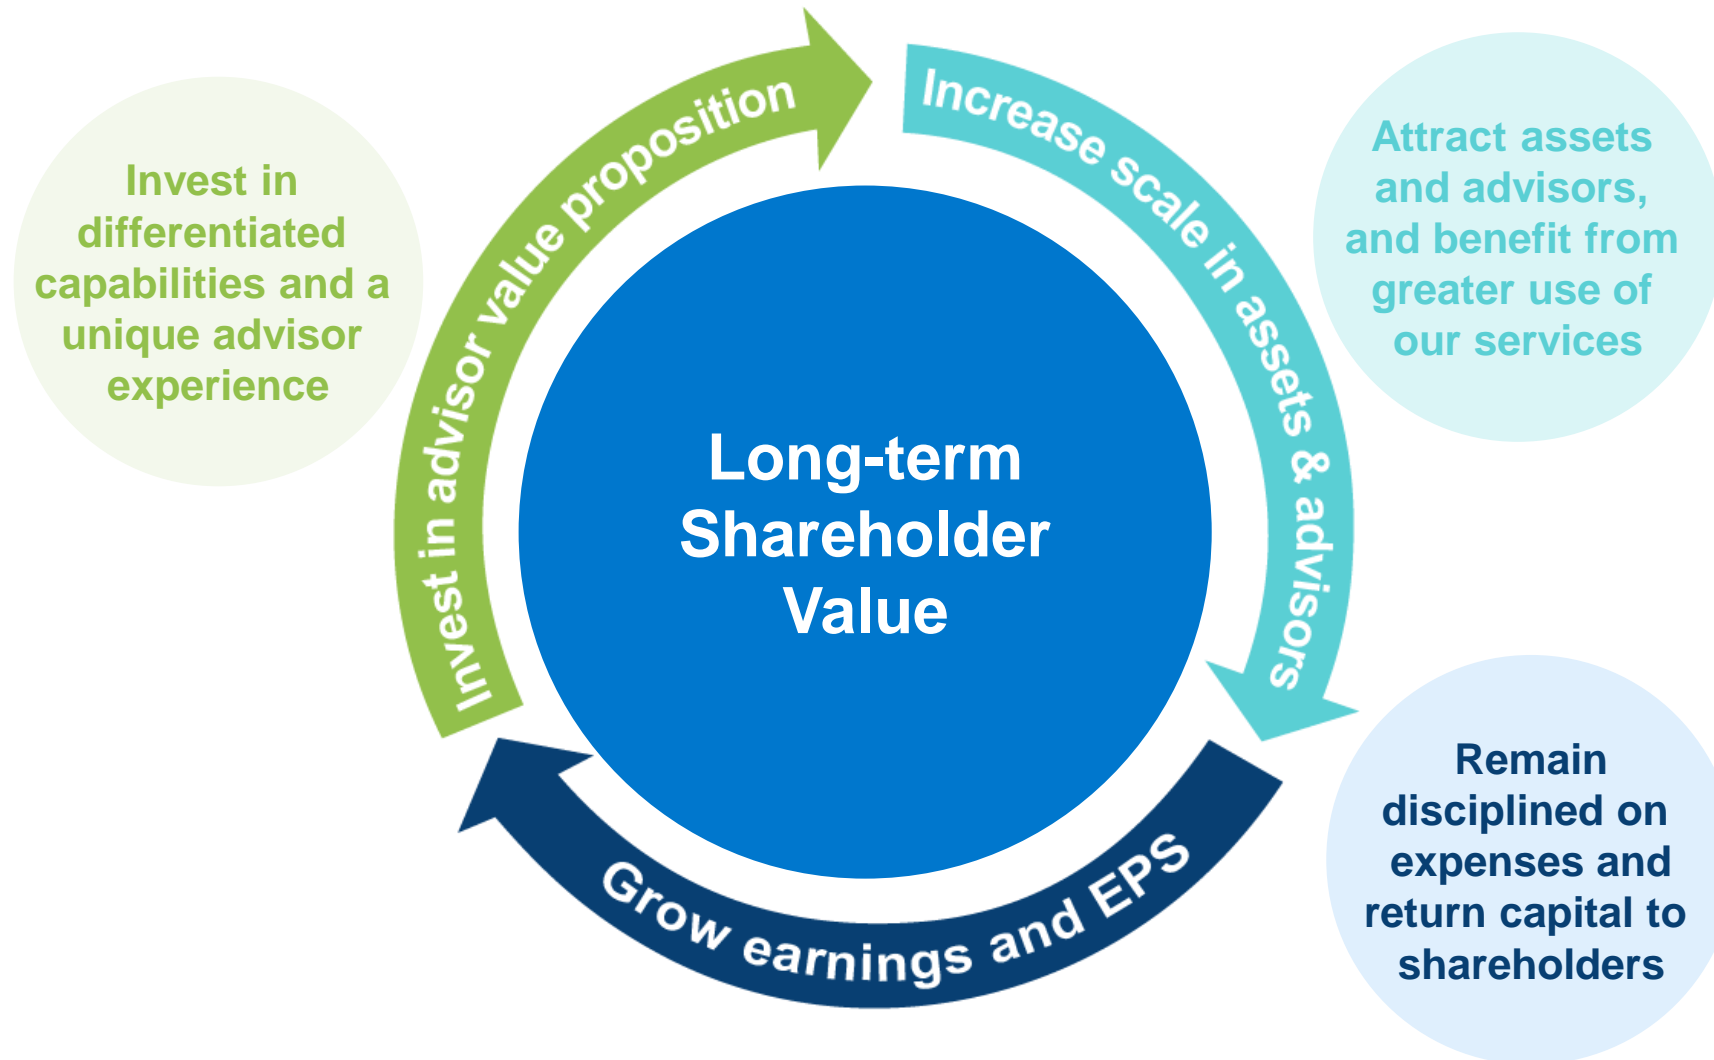 Invest in
differentiated
capabilities and a
unique advisor
experience
Invest in advisor value proposition
Increase scale in assets & advisors
Attract assets
and advisors,
and benefit from
greater use of
our services
Long-term
Shareholder
Value
Grow earnings and EPS
Remain
disciplined on
expenses and
return capital to
shareholders